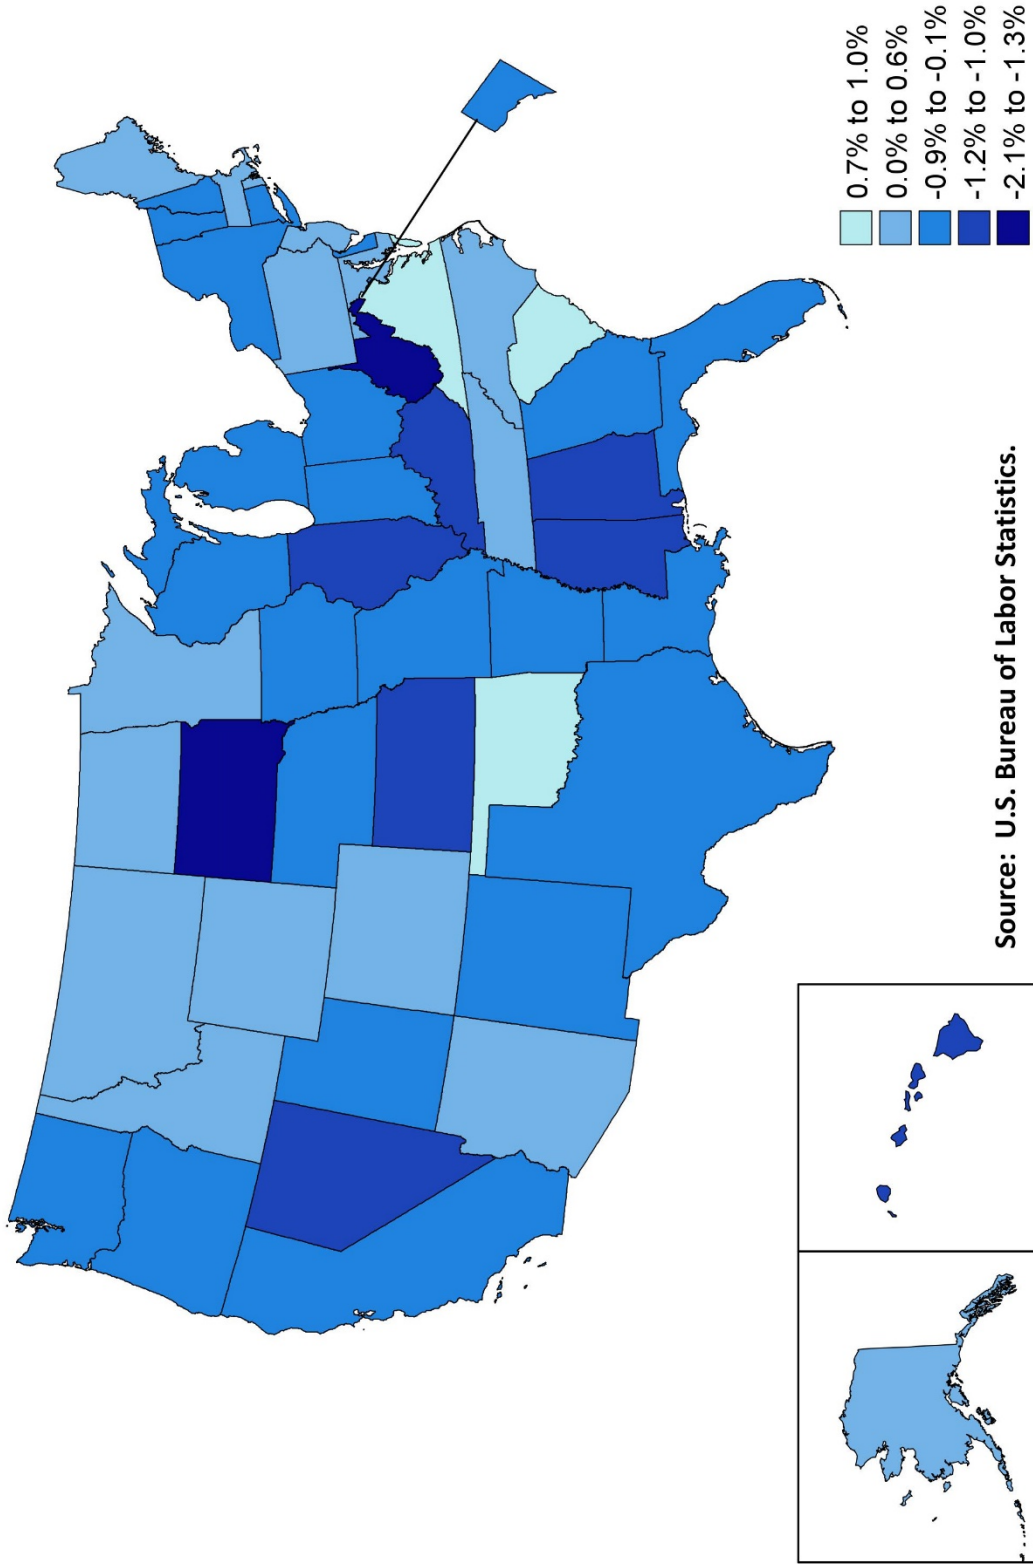 0.7% to 1.0%
0.0% to 0.6%
-0.9% to -0.1%
-1.2% to -1.0%
-2.1% to -1.3%
Source: U.S. Bureau of Labor Statistics.